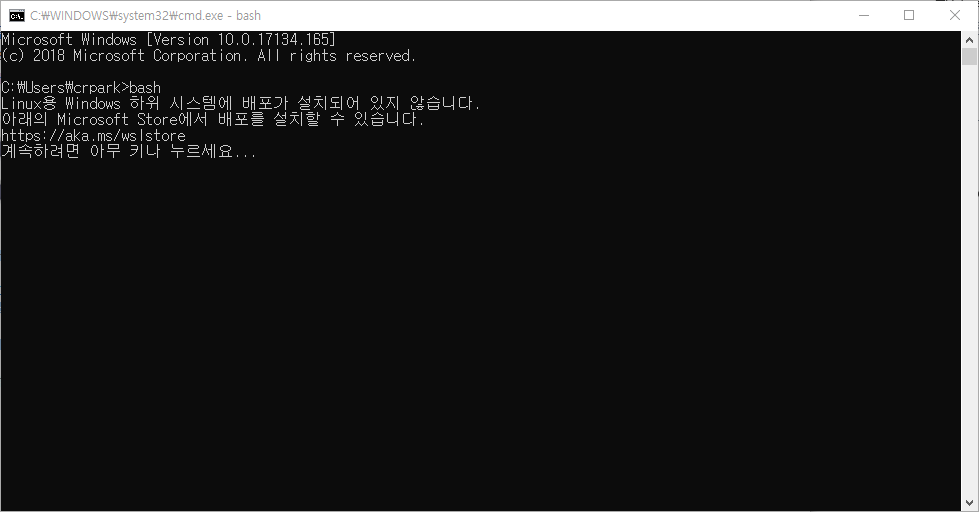 C:₩WINDOWS₩system32₩cmd.exe - bash
Microsoft Windows [Version 10.0.17134.165]
(c) 2018 Microsoft Corporation. All rights reserved.
C:₩Users₩crpark>bash
Linux용 Windows 하위 시스템에 배포가 설치되어 있지 않습니다.
아래의 Microsoft Store에서 배포를 설치할 수 있습니다.
https://aka.ms/wslstore
계속하려면 아무 키나 누르세요...